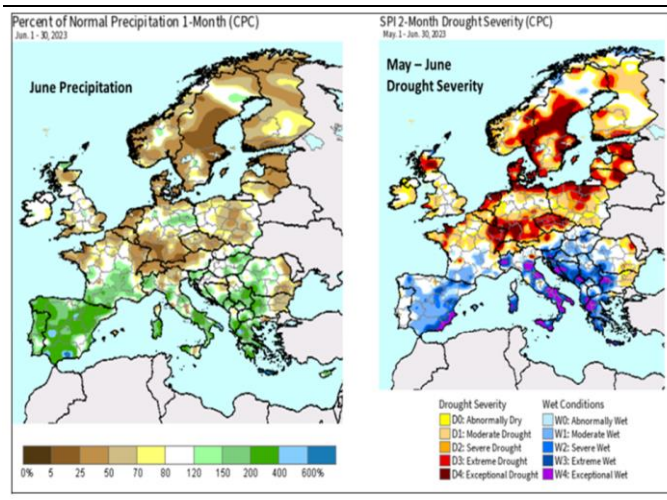 Percent of Normal Precipitation 1-Month (CPC)
Jun. 1 - 30, 2023
June Precipitation
0% 5 25 50 70 80 120 150 200 400 600%
SPI 2-Month Drought Severity (CPC)
May. 1 - Jun. 30, 2023
May – June
Drought Severity
Drought Severity
D0: Abnormally Dry
D1: Moderate Drought
D2: Severe Drought
D3: Extreme Drought
D4: Exceptional Drought
Wet Conditions
W0: Abnormally Wet
W1: Moderate Wet
W2: Severe Wet
W3: Extreme Wet
W4: Exceptional Wet